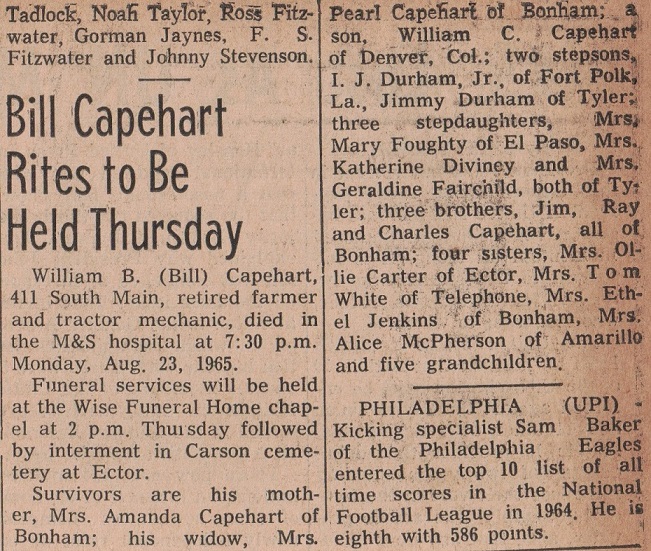 Tadlock, Noah Taylor, Ross Fitz-
water, Gorman Jaynes, F. S.
Fitzwater and Johnny Stevenson.
Bill Capehart
Rites to Be
Held Thursday
William B. (Bill) Capehart,
411 South Main, retired farmer
and tractor mechanic, died in
the M&S hospital at 7:30 p.m.
Monday, Aug. 23, 1965.
Funeral services will be held
at the Wise Funeral Home chap-
el at 2 p.m. Thursday followed
by interment in Carson ceme-
tery at Ector.
Survivors are his moth-
er, Mrs. Amanda Capehart of
Bonham; his widow, Mrs.
Pearl Capehart of Bonham; a
son, William C. Capehart
of Denver, Col.; two stepsons,
I. J. Durham, Jr., of Fort Polk,
La., Jimmy Durham of Tyler;
three stepdaughters, Mrs.
Mary Foughty of El Paso, Mrs.
Katherine Diviney and Mrs.
Geraldine Fairchild, both of Ty-
ler; three brothers, Jim, Ray
and Charles Capehart, all of
Bonham; four sisters, Mrs. Ol-
lie Carter of Ector, Mrs. Tom
White of Telephone, Mrs. Eth-
el Jenkins of Bonham, Mrs.
Alice McPherson of Amarillo
and five grandchildren.
PHILADELPHIA (UPI) -
Kicking specialist Sam Baker
of the Philadelphia Eagles
entered the top 10 list of all
time scores in the National
Football League in 1964. He is
eighth with 586 points.